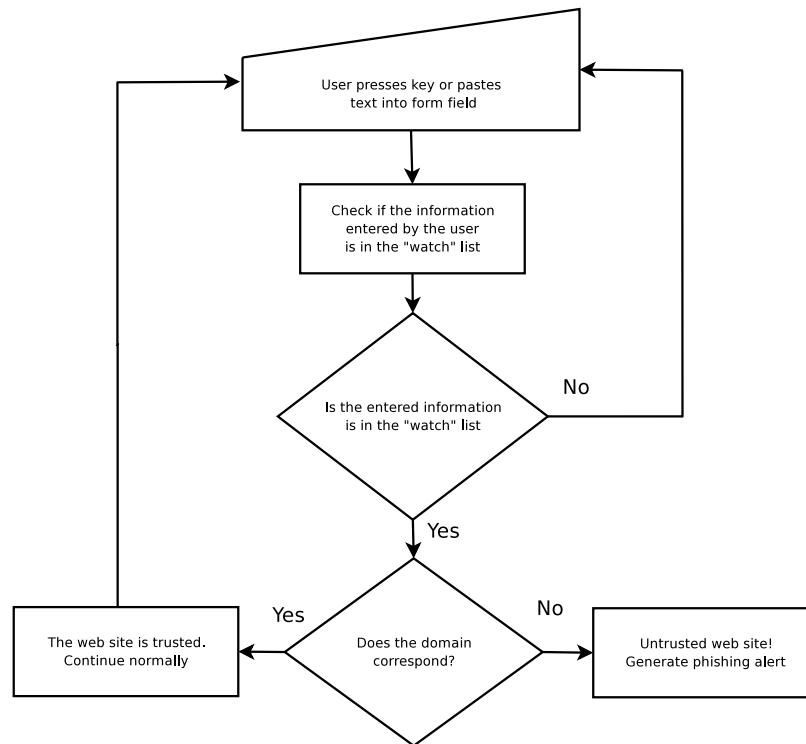 User presses key or pastes
text into form field
Check if the information
entered by the user
is in the "watch" list
Is the entered information
is in the "watch" list
No
Yes
Does the domain
correspond?
Yes
No
The web site is trusted.
Continue normally
Untrusted web site!
Generate phishing alert